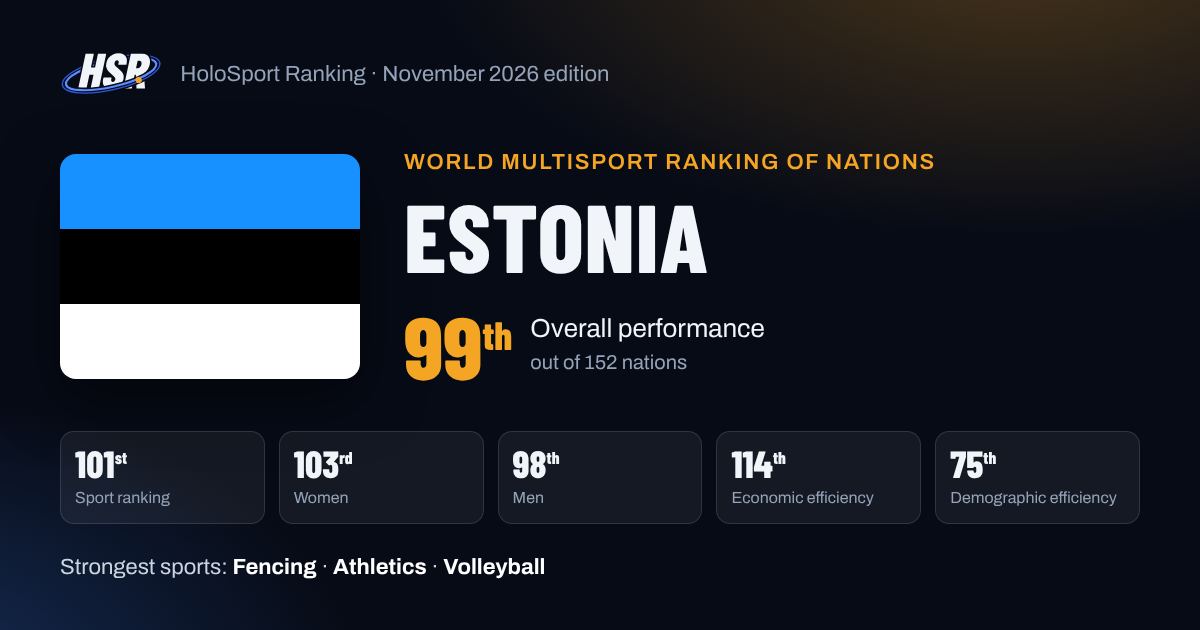 HSR
HoloSport Ranking · November 2026 edition
WORLD MULTISPORT RANKING OF NATIONS
ESTONIA
99th
Overall performance
out of 152 nations
101st
Sport ranking
103rd
Women
98th
Men
114th
Economic efficiency
75th
Demographic efficiency
Strongest sports: Fencing · Athletics · Volleyball